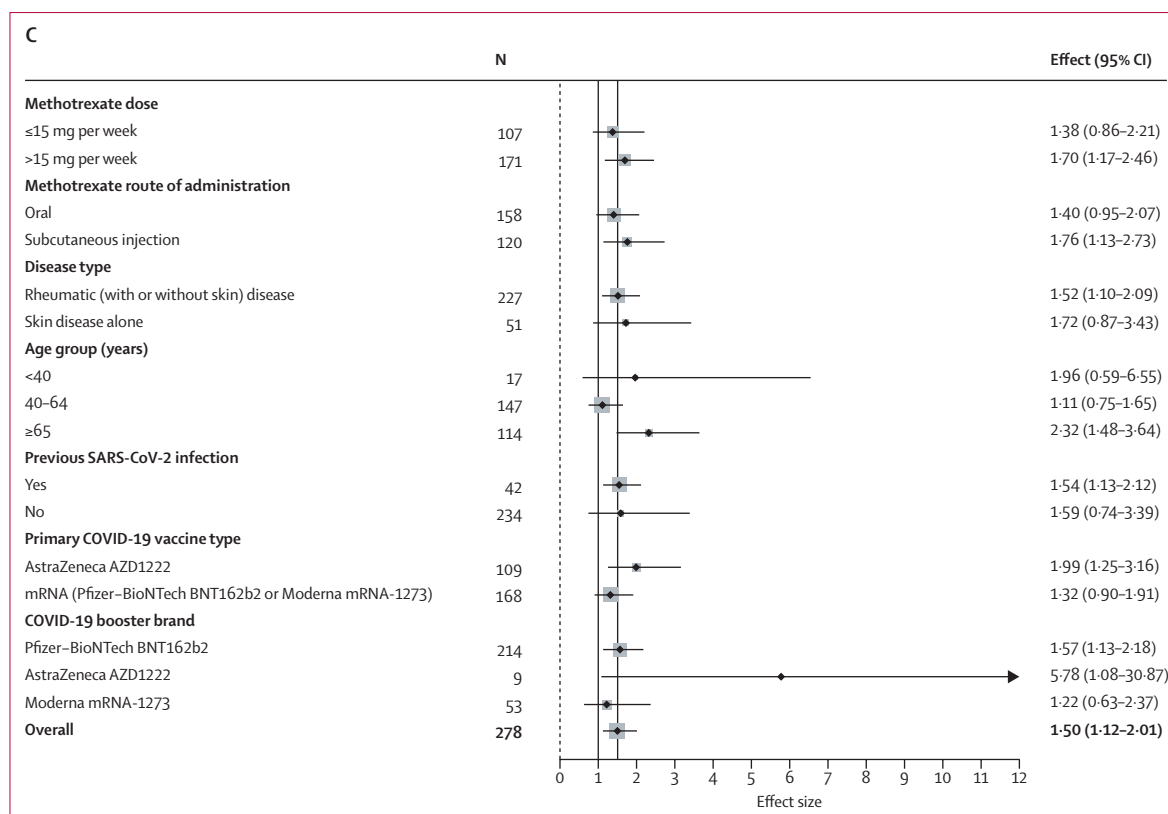 C
N Effect (95% CI)
Methotrexate dose
≤15 mg per week 107 1·38 (0·86–2·21)
>15 mg per week 171 1·70 (1·17–2·46)
Methotrexate route of administration
Oral 158 1·40 (0·95–2·07)
Subcutaneous injection 120 1·76 (1·13–2·73)
Disease type
Rheumatic (with or without skin) disease 227 1·52 (1·10–2·09)
Skin disease alone 51 1·72 (0·87–3·43)
Age group (years)
<40 17 1·96 (0·59–6·55)
40–64 147 1·11 (0·75–1·65)
≥65 114 2·32 (1·48–3·64)
Previous SARS-CoV-2 infection
Yes 42 1·54 (1·13–2·12)
No 234 1·59 (0·74–3·39)
Primary COVID-19 vaccine type
AstraZeneca AZD1222 109 1·99 (1·25–3·16)
mRNA (Pfizer–BioNTech BNT162b2 or Moderna mRNA-1273) 168 1·32 (0·90–1·91)
COVID-19 booster brand
Pfizer–BioNTech BNT162b2 214 1·57 (1·13–2·18)
AstraZeneca AZD1222 9 5·78 (1·08–30·87)
Moderna mRNA-1273 53 1·22 (0·63–2·37)
Overall 278 1·50 (1·12–2·01)
0 1 2 3 4 5 6 7 8 9 10 11 12
Effect size